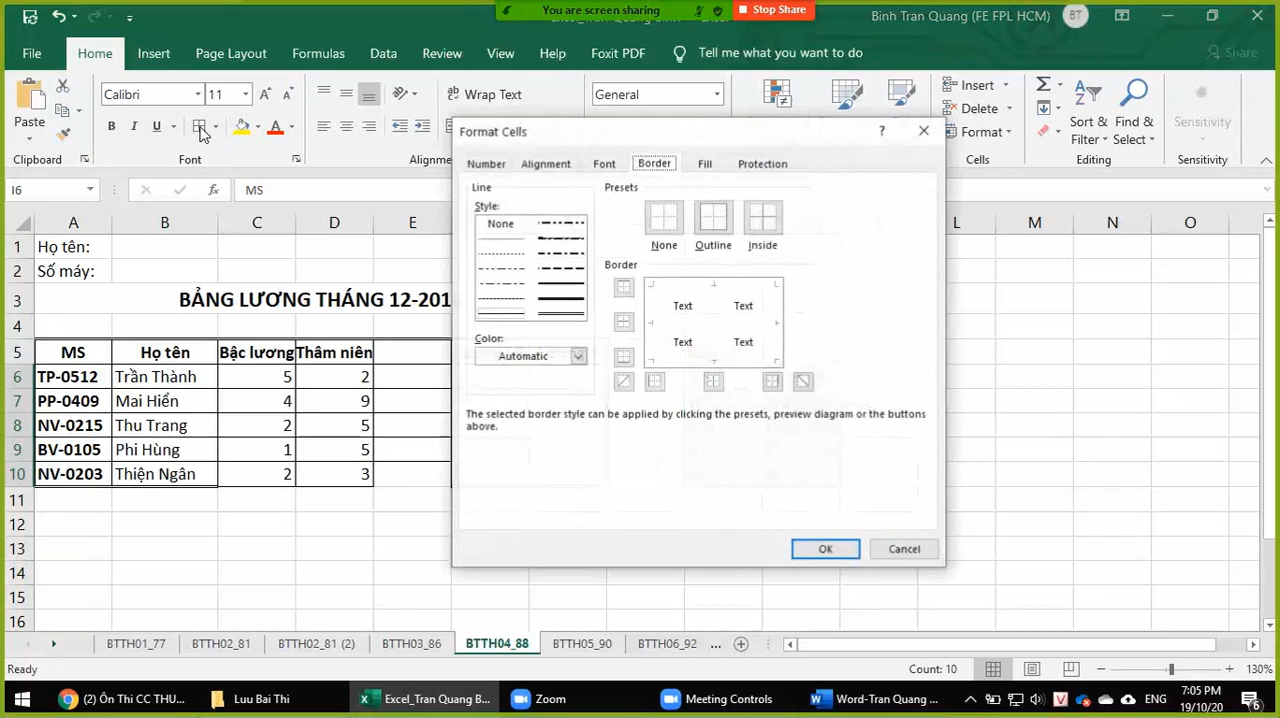 You are screen sharing
Stop Share
Binh Tran Quang (FE FPL HCM)
BT
File
Home
Insert
Page Layout
Formulas
Data
Review
View
Help
Foxit PDF
Tell me what you want to do
Share
Paste
Clipboard
Calibri
11
B
I
U
Font
Wrap Text
Alignme
General
Insert
Delete
Format
Cells
Sort &
Filter
Find &
Select
Editing
Sensitivity
Sensitivity
I6
fx
MS
A
B
C
D
E
L
M
N
O
1
Họ tên:
2
Số máy:
3
BẢNG LƯƠNG THÁNG 12-201
4
5
MS
Họ tên
Bậc lương
Thâm niên
6
TP-0512
Trần Thành
5
2
7
PP-0409
Mai Hiển
4
9
8
NV-0215
Thu Trang
2
5
9
BV-0105
Phi Hùng
1
5
10
NV-0203
Thiện Ngân
2
3
11
12
13
14
15
16
Format Cells
?
Number
Alignment
Font
Border
Fill
Protection
Line
Style:
None
Color:
Automatic
Presets
None
Outline
Inside
Border
Text
Text
Text
Text
The selected border style can be applied by clicking the presets, preview diagram or the buttons
above.
OK
Cancel
BTTH01_77
BTTH02_81
BTTH02_81 (2)
BTTH03_86
BTTH04_88
BTTH05_90
BTTH06_92
...
Ready
Count: 10
130%
(2) Ôn Thi CC THU...
Luu Bai Thi
Excel_Tran Quang B...
Zoom
Meeting Controls
Word-Tran Quang ...
V
ENG
7:05 PM
19/10/20
6